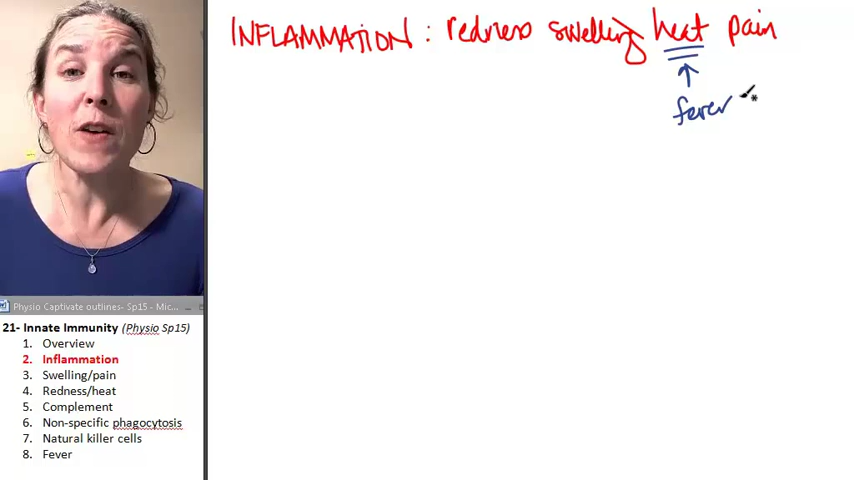 INFLAMMATION : redness swelling heat pain
fever
Physio Captivate outlines- Sp15 - Mic...
21- Innate Immunity (Physio Sp15)
1. Overview
2. Inflammation
3. Swelling/pain
4. Redness/heat
5. Complement
6. Non-specific phagocytosis
7. Natural killer cells
8. Fever